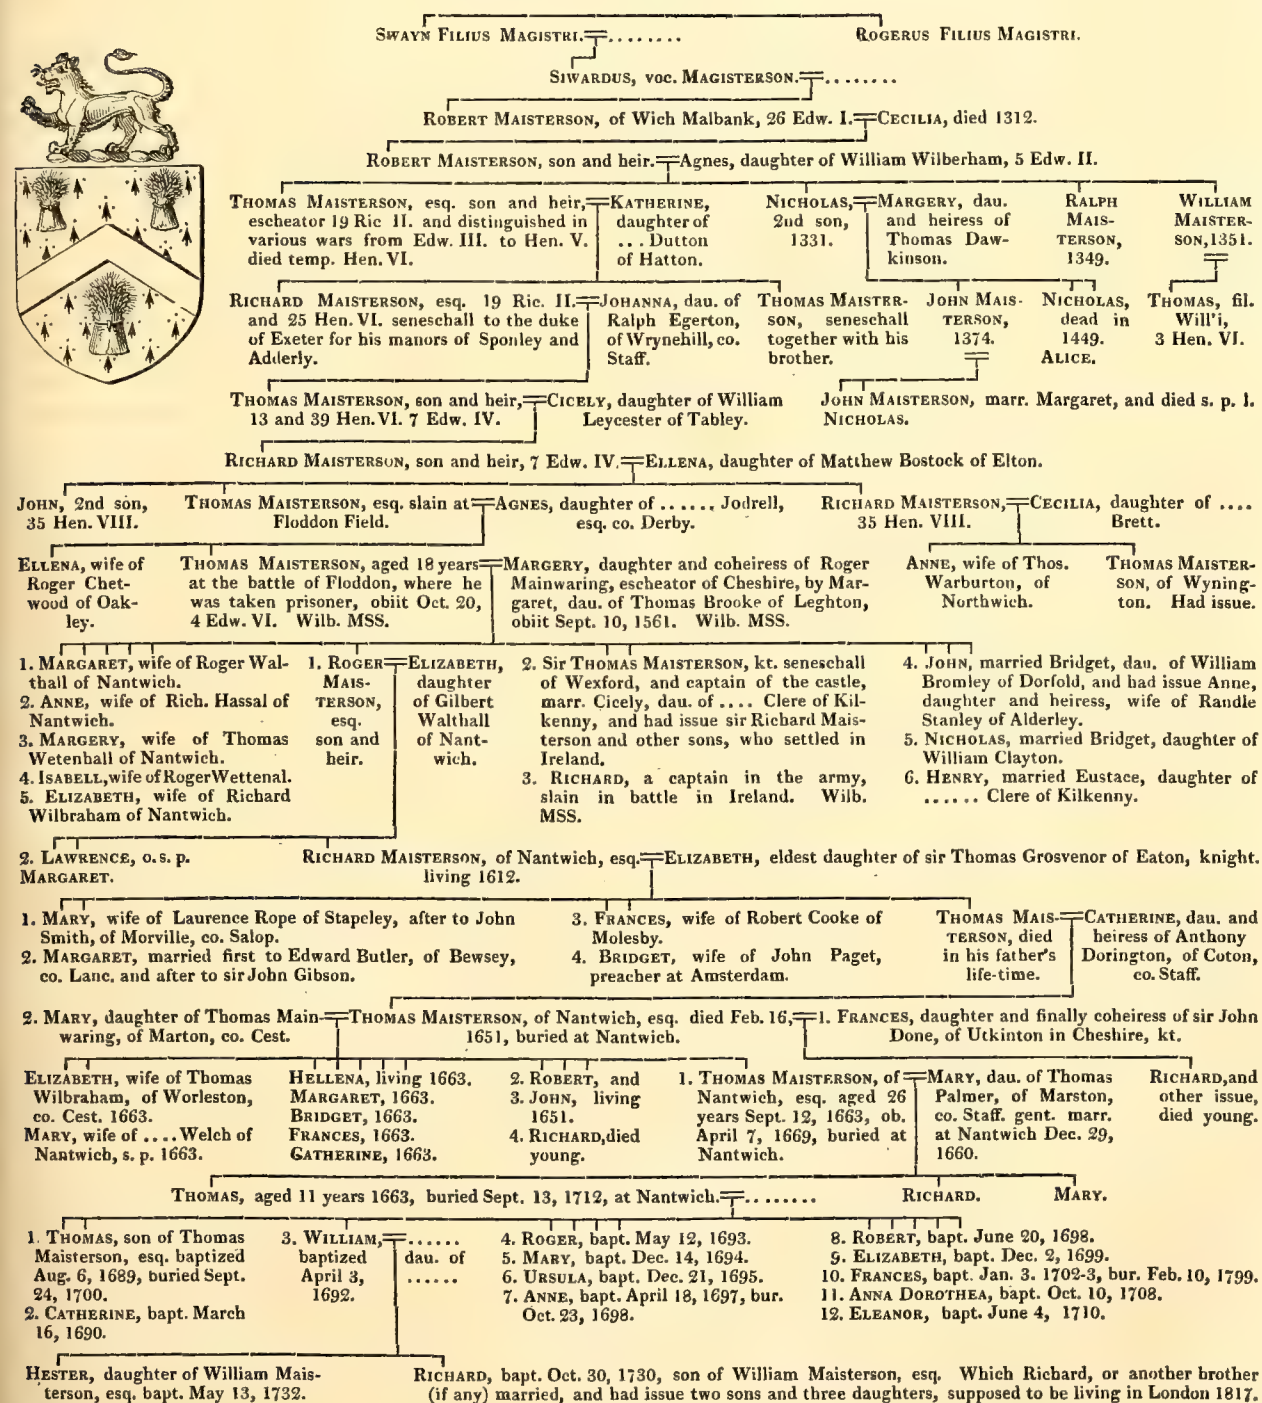 SWAYN FILIUS MAGISTRI.=........
ROGERUS FILIUS MAGISTRI.
SIWARDUS, voc. MAGISTERSON.=........
ROBERT MAISTERSON, of Wich Malbank, 26 Edw. I.=CECILIA, died 1312.
ROBERT MAISTERSON, son and heir.=Agnes, daughter of William Wilberham, 5 Edw. II.
THOMAS MAISTERSON, esq. son and heir,=
escheator 19 Ric II. and distinguished in
various wars from Edw. III. to Hen. V.
died temp. Hen. VI.
KATHERINE,
daughter of
... Dutton
of Hatton.
NICHOLAS,=
2nd son,
1331.
MARGERY, dau.
and heiress of
Thomas Daw-
kinson.
RALPH
MAIS-
TERSON,
1349.
WILLIAM
MAISTER-
SON, 1351.
RICHARD MAISTERSON, esq. 19 Ric. II.=
and 25 Hen. VI. seneschall to the duke
of Exeter for his manors of Sponley and
Adderly.
JOHANNA, dau. of
Ralph Egerton,
of Wrynehill, co.
Staff.
THOMAS MAISTER-
SON, seneschall
together with his
brother.
JOHN MAIS-
TERSON,
1374.
NICHOLAS,
dead in
1449.
ALICE.
THOMAS, fil.
Will'i,
3 Hen. VI.
THOMAS MAISTERSON, son and heir,=
13 and 39 Hen. VI. 7 Edw. IV.
CICELY, daughter of William
Leycester of Tabley.
JOHN MAISTERSON, marr. Margaret, and died s. p. l.
NICHOLAS.
RICHARD MAISTERSON, son and heir, 7 Edw. IV.=ELLENA, daughter of Matthew Bostock of Elton.
JOHN, 2nd son,
35 Hen. VIII.
THOMAS MAISTERSON, esq. slain at=
Floddon Field.
AGNES, daughter of ...... Jodrell,
esq. co. Derby.
RICHARD MAISTERSON,=
35 Hen. VIII.
CECILIA, daughter of ....
Brett.
ELLENA, wife of
Roger Chet-
wood of Oak-
ley.
THOMAS MAISTERSON, aged 18 years=
at the battle of Floddon, where he
was taken prisoner, obiit Oct. 20,
4 Edw. VI. Wilb. MSS.
MARGERY, daughter and coheiress of Roger
Mainwaring, escheator of Cheshire, by Mar-
garet, dau. of Thomas Brooke of Leghton,
obiit Sept. 10, 1561. Wilb. MSS.
ANNE, wife of Thos.
Warburton, of
Northwich.
THOMAS MAISTER-
SON, of Wyning-
ton. Had issue.
1. MARGARET, wife of Roger Wal-
thall of Nantwich.
2. ANNE, wife of Rich. Hassal of
Nantwich.
3. MARGERY, wife of Thomas
Wetenhall of Nantwich.
4. ISABELL, wife of Roger Wettenal.
5. ELIZABETH, wife of Richard
Wilbraham of Nantwich.
1. ROGER=
MAIS-
TERSON,
esq.
son and
heir.
ELIZABETH,
daughter
of Gilbert
Walthall
of Nant-
wich.
2. Sir THOMAS MAISTERSON, kt. seneschall
of Wexford, and captain of the castle,
marr. Cicely, dau. of .... Clere of Kil-
kenny, and had issue sir Richard Mais-
terson and other sons, who settled in
Ireland.
3. RICHARD, a captain in the army,
slain in battle in Ireland. Wilb.
MSS.
4. JOHN, married Bridget, dau. of William
Bromley of Dorfold, and had issue Anne,
daughter and heiress, wife of Randle
Stanley of Alderley.
5. NICHOLAS, married Bridget, daughter of
William Clayton.
6. HENRY, married Eustace, daughter of
...... Clere of Kilkenny.
2. LAWRENCE, o. s. p.
MARGARET.
RICHARD MAISTERSON, of Nantwich, esq.=
living 1612.
ELIZABETH, eldest daughter of sir Thomas Grosvenor of Eaton, knight.
1. MARY, wife of Laurence Rope of Stapeley, after to John
Smith, of Morville, co. Salop.
2. MARGARET, married first to Edward Butler, of Bewsey,
co. Lanc. and after to sir John Gibson.
3. FRANCES, wife of Robert Cooke of
Molesby.
4. BRIDGET, wife of John Paget,
preacher at Amsterdam.
THOMAS MAIS-=
TERSON, died
in his father's
life-time.
CATHERINE, dau. and
heiress of Anthony
Dorington, of Coton,
co. Staff.
2. MARY, daughter of Thomas Main-=
waring, of Marton, co. Cest.
THOMAS MAISTERSON, of Nantwich, esq. died Feb. 16,=
1651, buried at Nantwich.
1. FRANCES, daughter and finally coheiress of sir John
Done, of Utkinton in Cheshire, kt.
ELIZABETH, wife of Thomas
Wilbraham, of Worleston,
co. Cest. 1663.
MARY, wife of .... Welch of
Nantwich, s. p. 1663.
HELLENA, living 1663.
MARGARET, 1663.
BRIDGET, 1663.
FRANCES, 1663.
CATHERINE, 1663.
2. ROBERT, and
3. JOHN, living
1651.
4. RICHARD, died
young.
1. THOMAS MAISTERSON, of=
Nantwich, esq. aged 26
years Sept. 12, 1663, ob.
April 7, 1669, buried at
Nantwich.
MARY, dau. of Thomas
Palmer, of Marston,
co. Staff. gent. marr.
at Nantwich Dec. 29,
1660.
RICHARD, and
other issue,
died young.
THOMAS, aged 11 years 1663, buried Sept. 13, 1712, at Nantwich.=........
RICHARD.
MARY.
1. THOMAS, son of Thomas
Maisterson, esq. baptized
Aug. 6, 1689, buried Sept.
24, 1700.
2. CATHERINE, bapt. March
16, 1690.
3. WILLIAM,=
baptized
April 3,
1692.
......
dau. of
......
4. ROGER, bapt. May 12, 1693.
5. MARY, bapt. Dec. 14, 1694.
6. URSULA, bapt. Dec. 21, 1695.
7. ANNE, bapt. April 18, 1697, bur.
Oct. 23, 1698.
8. ROBERT, bapt. June 20, 1698.
9. ELIZABETH, bapt. Dec. 2, 1699.
10. FRANCES, bapt. Jan. 3. 1702-3, bur. Feb. 10, 1799.
11. ANNA DOROTHEA, bapt. Oct. 10, 1708.
12. ELEANOR, bapt. June 4, 1710.
HESTER, daughter of William Mais-
terson, esq. bapt. May 13, 1732.
RICHARD, bapt. Oct. 30, 1730, son of William Maisterson, esq. Which Richard, or another brother
(if any) married, and had issue two sons and three daughters, supposed to be living in London 1817.